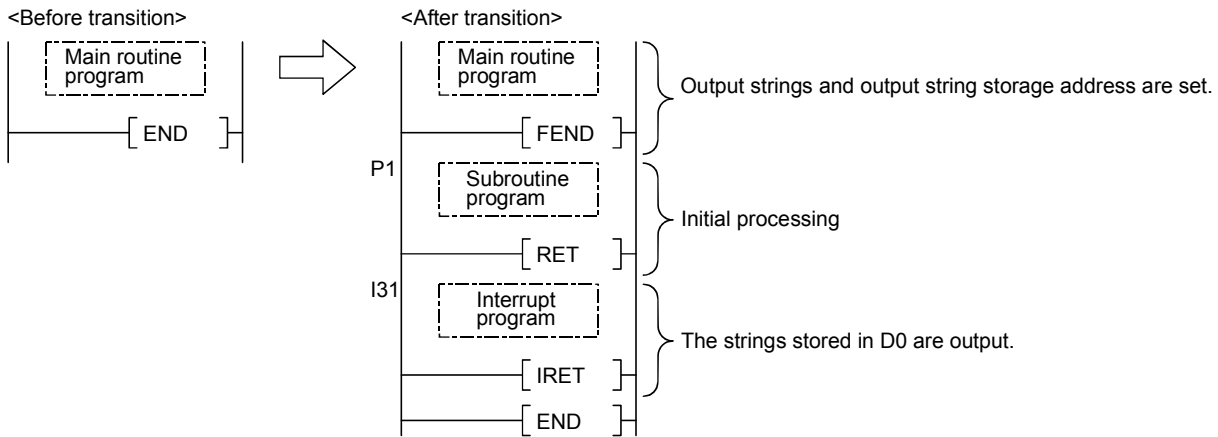 <Before transition>
Main routine
program
END
<After transition>
Main routine
program
FEND
Output strings and output string storage address are set.
P1
Subroutine
program
RET
Initial processing
I31
Interrupt
program
IRET
The strings stored in D0 are output.
END